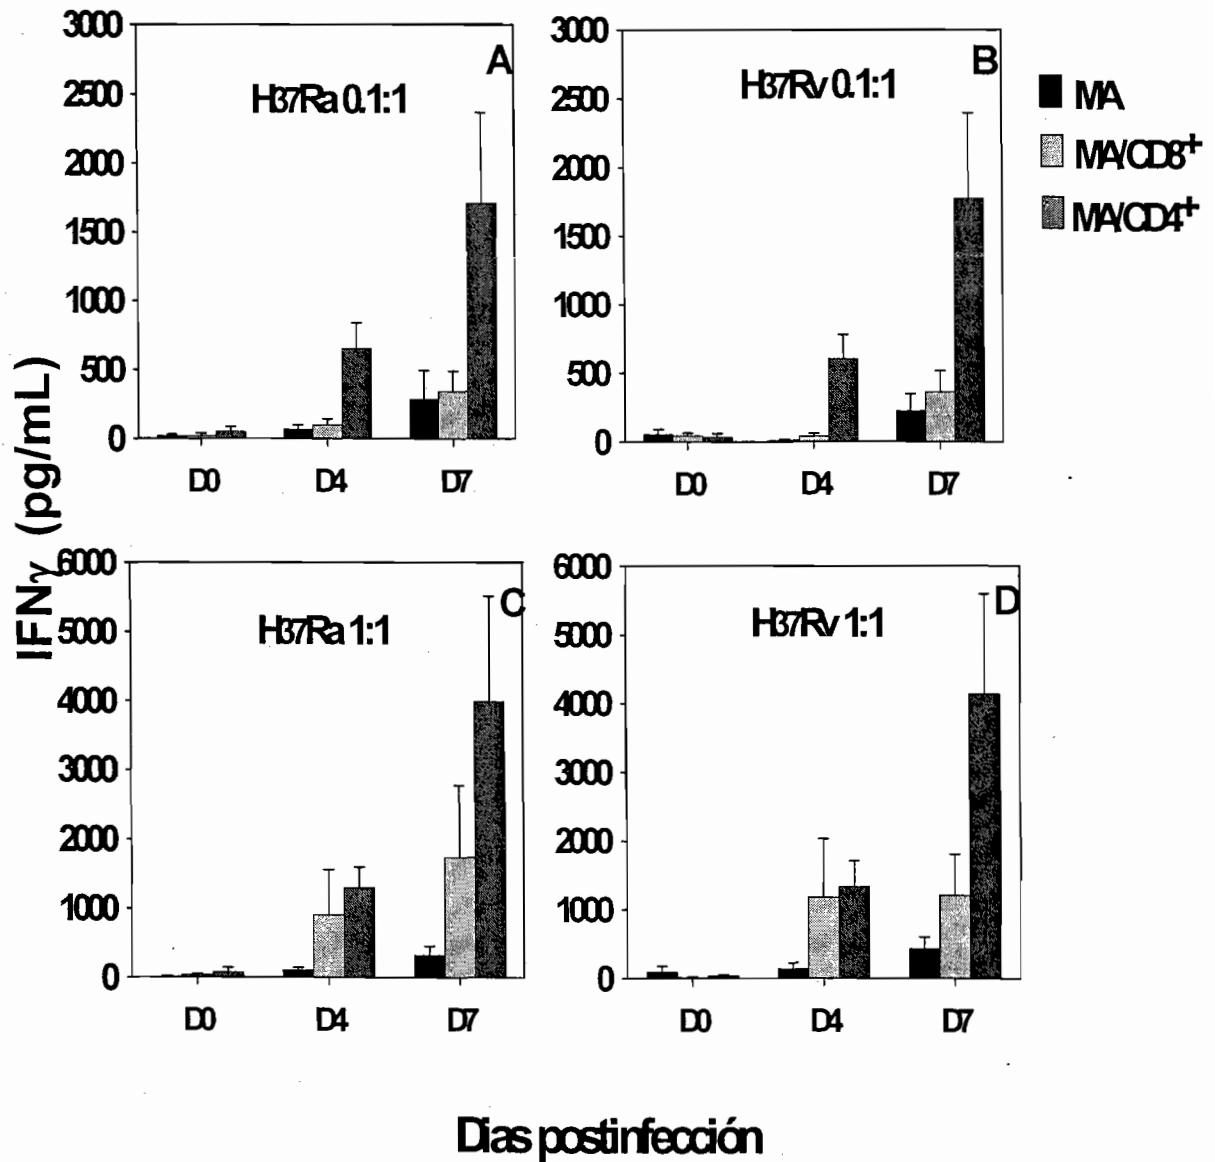 IFNγ (pg/mL)
A
H37Ra 0.1:1
3000
2500
2000
1500
1000
500
0
D0 D4 D7
B
H37Rv 0.1:1
3000
2500
2000
1500
1000
500
0
D0 D4 D7
MA
MA/CD8+
MA/CD4+
C
H37Ra 1:1
6000
5000
4000
3000
2000
1000
0
D0 D4 D7
D
H37Rv 1:1
6000
5000
4000
3000
2000
1000
0
D0 D4 D7
Dias postinfección